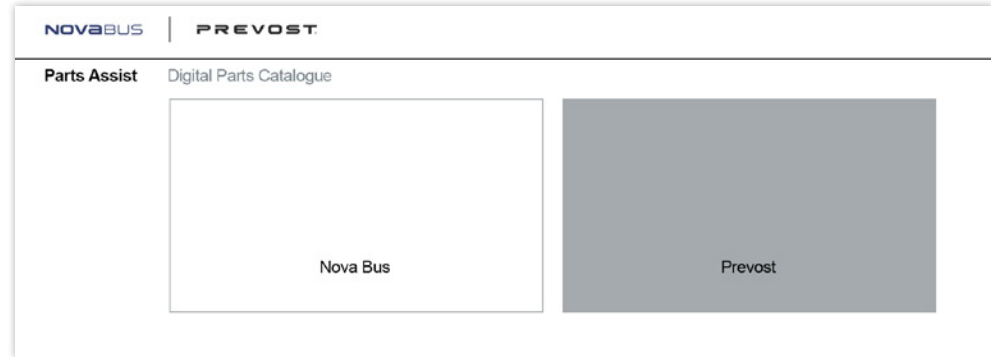 NOVaBUS | PREVOST
Parts Assist Digital Parts Catalogue
Nova Bus Prevost